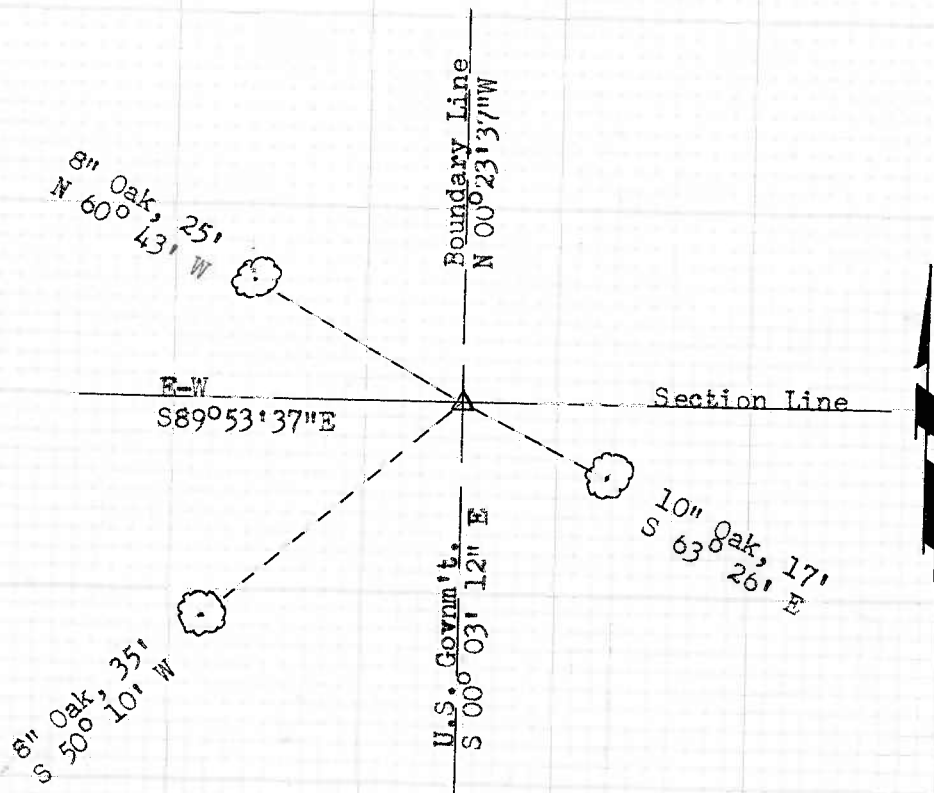 Boundary Line
N 00°23'37"W
8" Oak, 25'
N 60° 43' W
E-W
S89°53'37"E
Section Line
10" Oak, 17'
S 63° 26' E
U.S. Govnm't.
S 00° 03' 12" E
8" Oak, 35'
S 50° 10' W